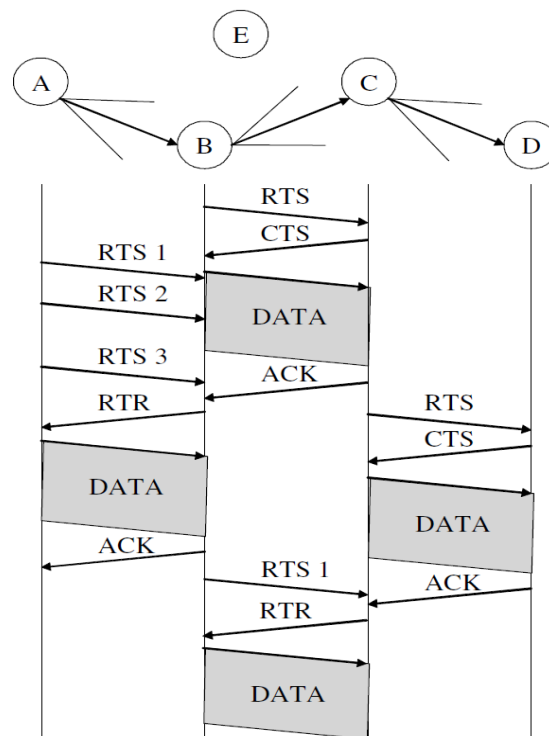 E
A
C
B
D
RTS
CTS
RTS 1
RTS 2
DATA
RTS 3
ACK
RTR
RTS
CTS
DATA
DATA
ACK
RTS 1
ACK
RTR
DATA